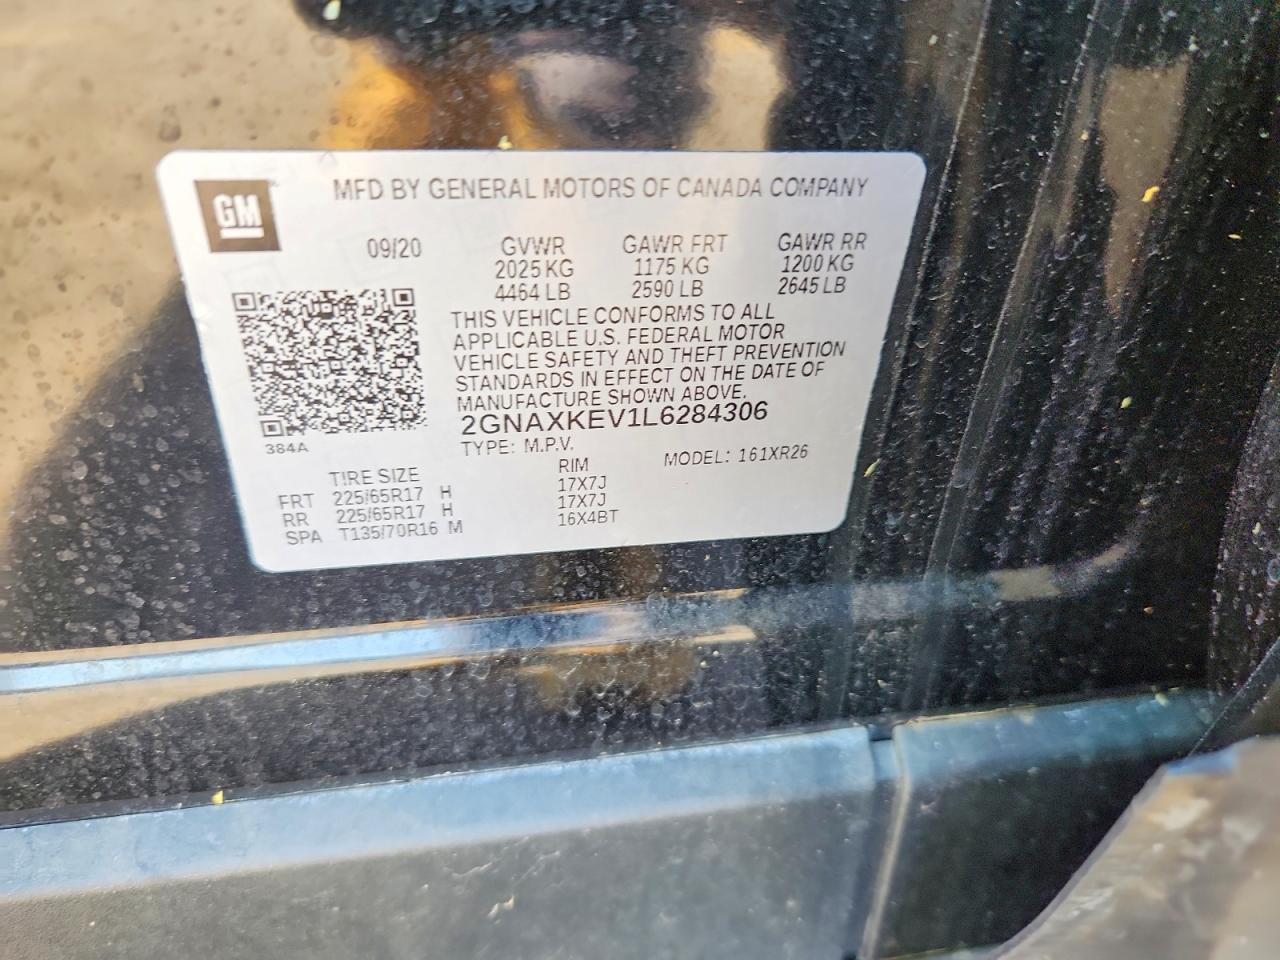 GM
MFD BY GENERAL MOTORS OF CANADA COMPANY
09/20 GVWR GAWR FRT GAWR RR
2025 KG 1175 KG 1200 KG
4464 LB 2590 LB 2645 LB
THIS VEHICLE CONFORMS TO ALL
APPLICABLE U.S. FEDERAL MOTOR
VEHICLE SAFETY AND THEFT PREVENTION
STANDARDS IN EFFECT ON THE DATE OF
MANUFACTURE SHOWN ABOVE.
2GNAXKEV1L6284306
384A TYPE: M.P.V. MODEL: 161XR26
TIRE SIZE RIM
FRT 225/65R17 H 17X7J
RR 225/65R17 H 17X7J
SPA T135/70R16 M 16X4BT